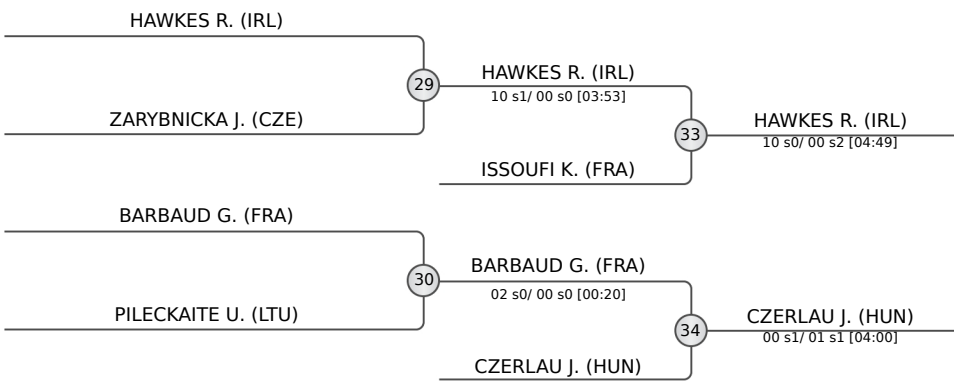 HAWKES R. (IRL)
29
HAWKES R. (IRL)
10 s1/ 00 s0 [03:53]
ZARYBNICKA J. (CZE)
33
HAWKES R. (IRL)
10 s0/ 00 s2 [04:49]
ISSOUFI K. (FRA)
BARBAUD G. (FRA)
30
BARBAUD G. (FRA)
02 s0/ 00 s0 [00:20]
PILECKAITE U. (LTU)
34
CZERLAU J. (HUN)
00 s1/ 01 s1 [04:00]
CZERLAU J. (HUN)